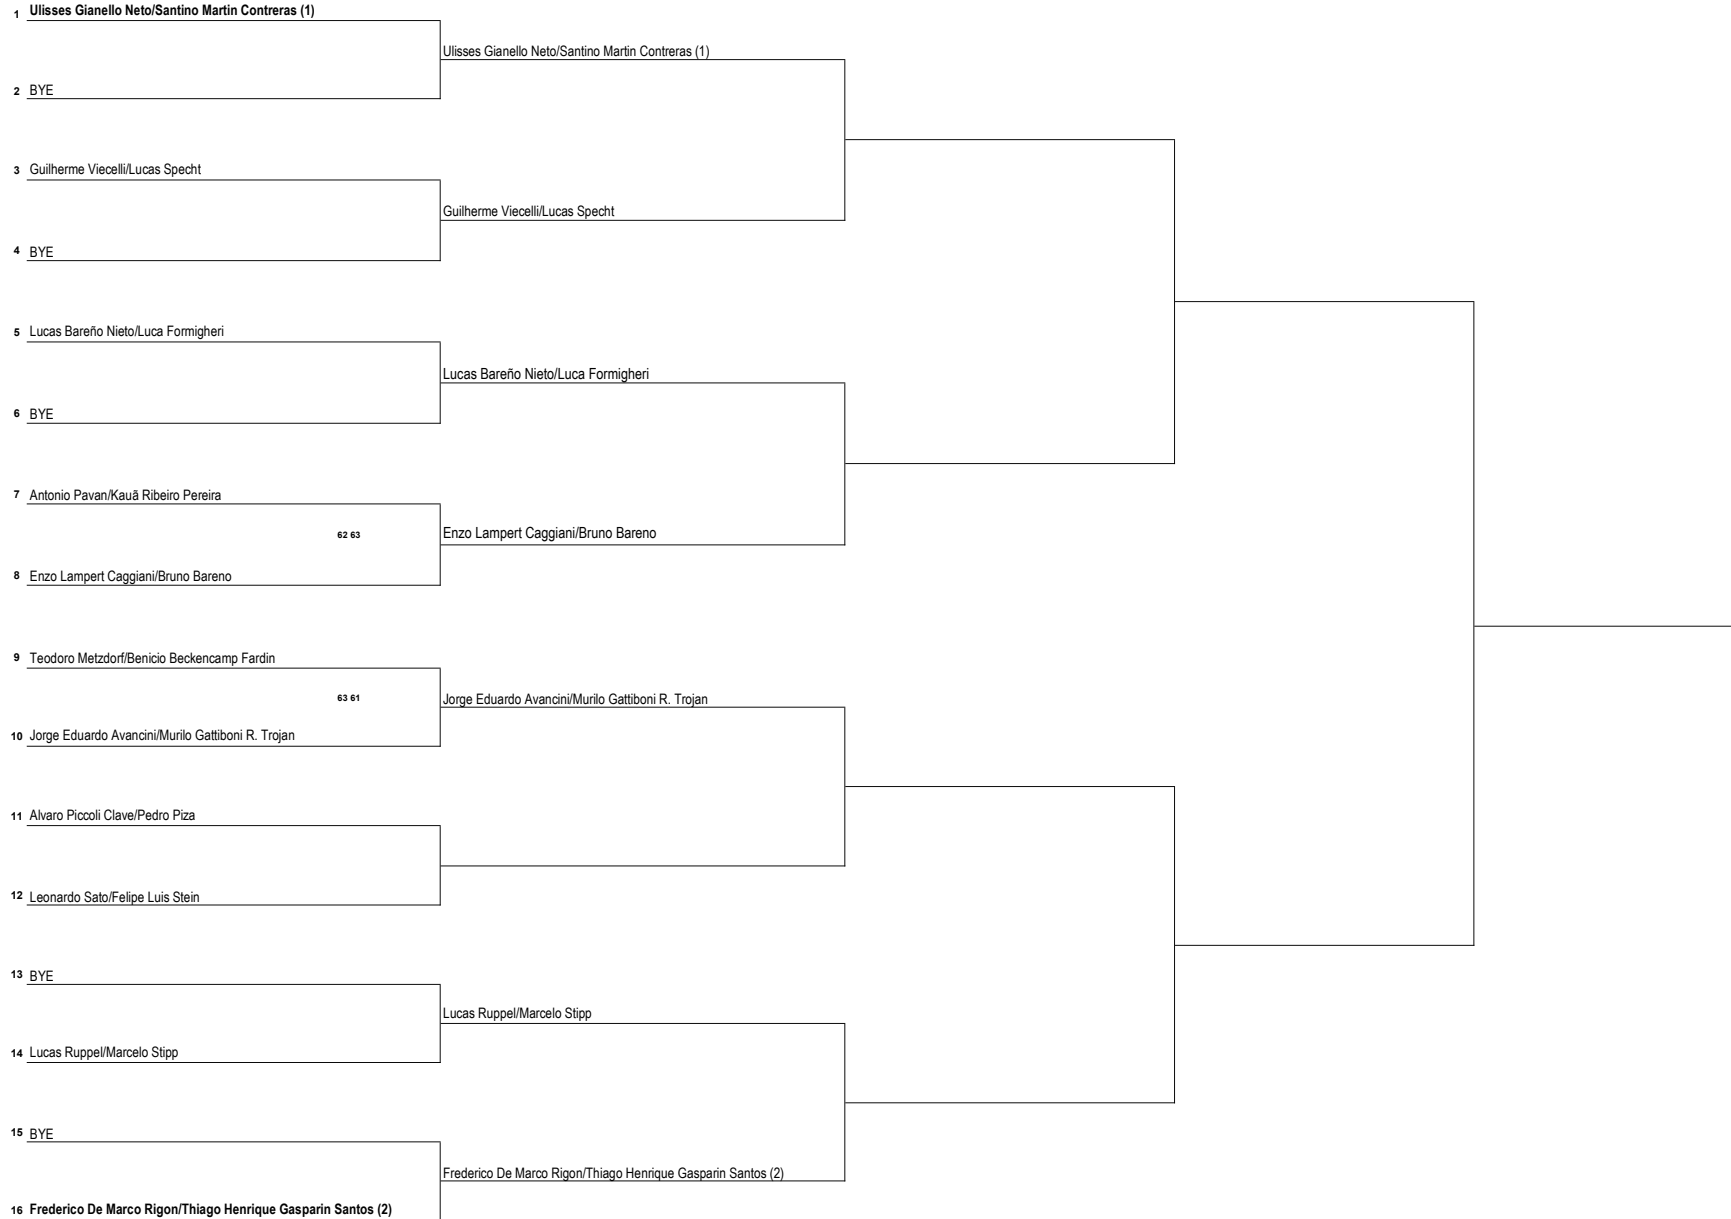 1 Ulisses Gianello Neto/Santino Martin Contreras (1)
Ulisses Gianello Neto/Santino Martin Contreras (1)
2 BYE
3 Guilherme Viecelli/Lucas Specht
Guilherme Viecelli/Lucas Specht
4 BYE
5 Lucas Bareño Nieto/Luca Formigheri
Lucas Bareño Nieto/Luca Formigheri
6 BYE
7 Antonio Pavan/Kauã Ribeiro Pereira
62 63 Enzo Lampert Caggiani/Bruno Bareno
8 Enzo Lampert Caggiani/Bruno Bareno
9 Teodoro Metzdorf/Benicio Beckencamp Fardin
63 61 Jorge Eduardo Avancini/Murilo Gattiboni R. Trojan
10 Jorge Eduardo Avancini/Murilo Gattiboni R. Trojan
11 Alvaro Piccoli Clave/Pedro Piza
12 Leonardo Sato/Felipe Luis Stein
13 BYE
Lucas Ruppel/Marcelo Stipp
14 Lucas Ruppel/Marcelo Stipp
15 BYE
Frederico De Marco Rigon/Thiago Henrique Gasparin Santos (2)
16 Frederico De Marco Rigon/Thiago Henrique Gasparin Santos (2)